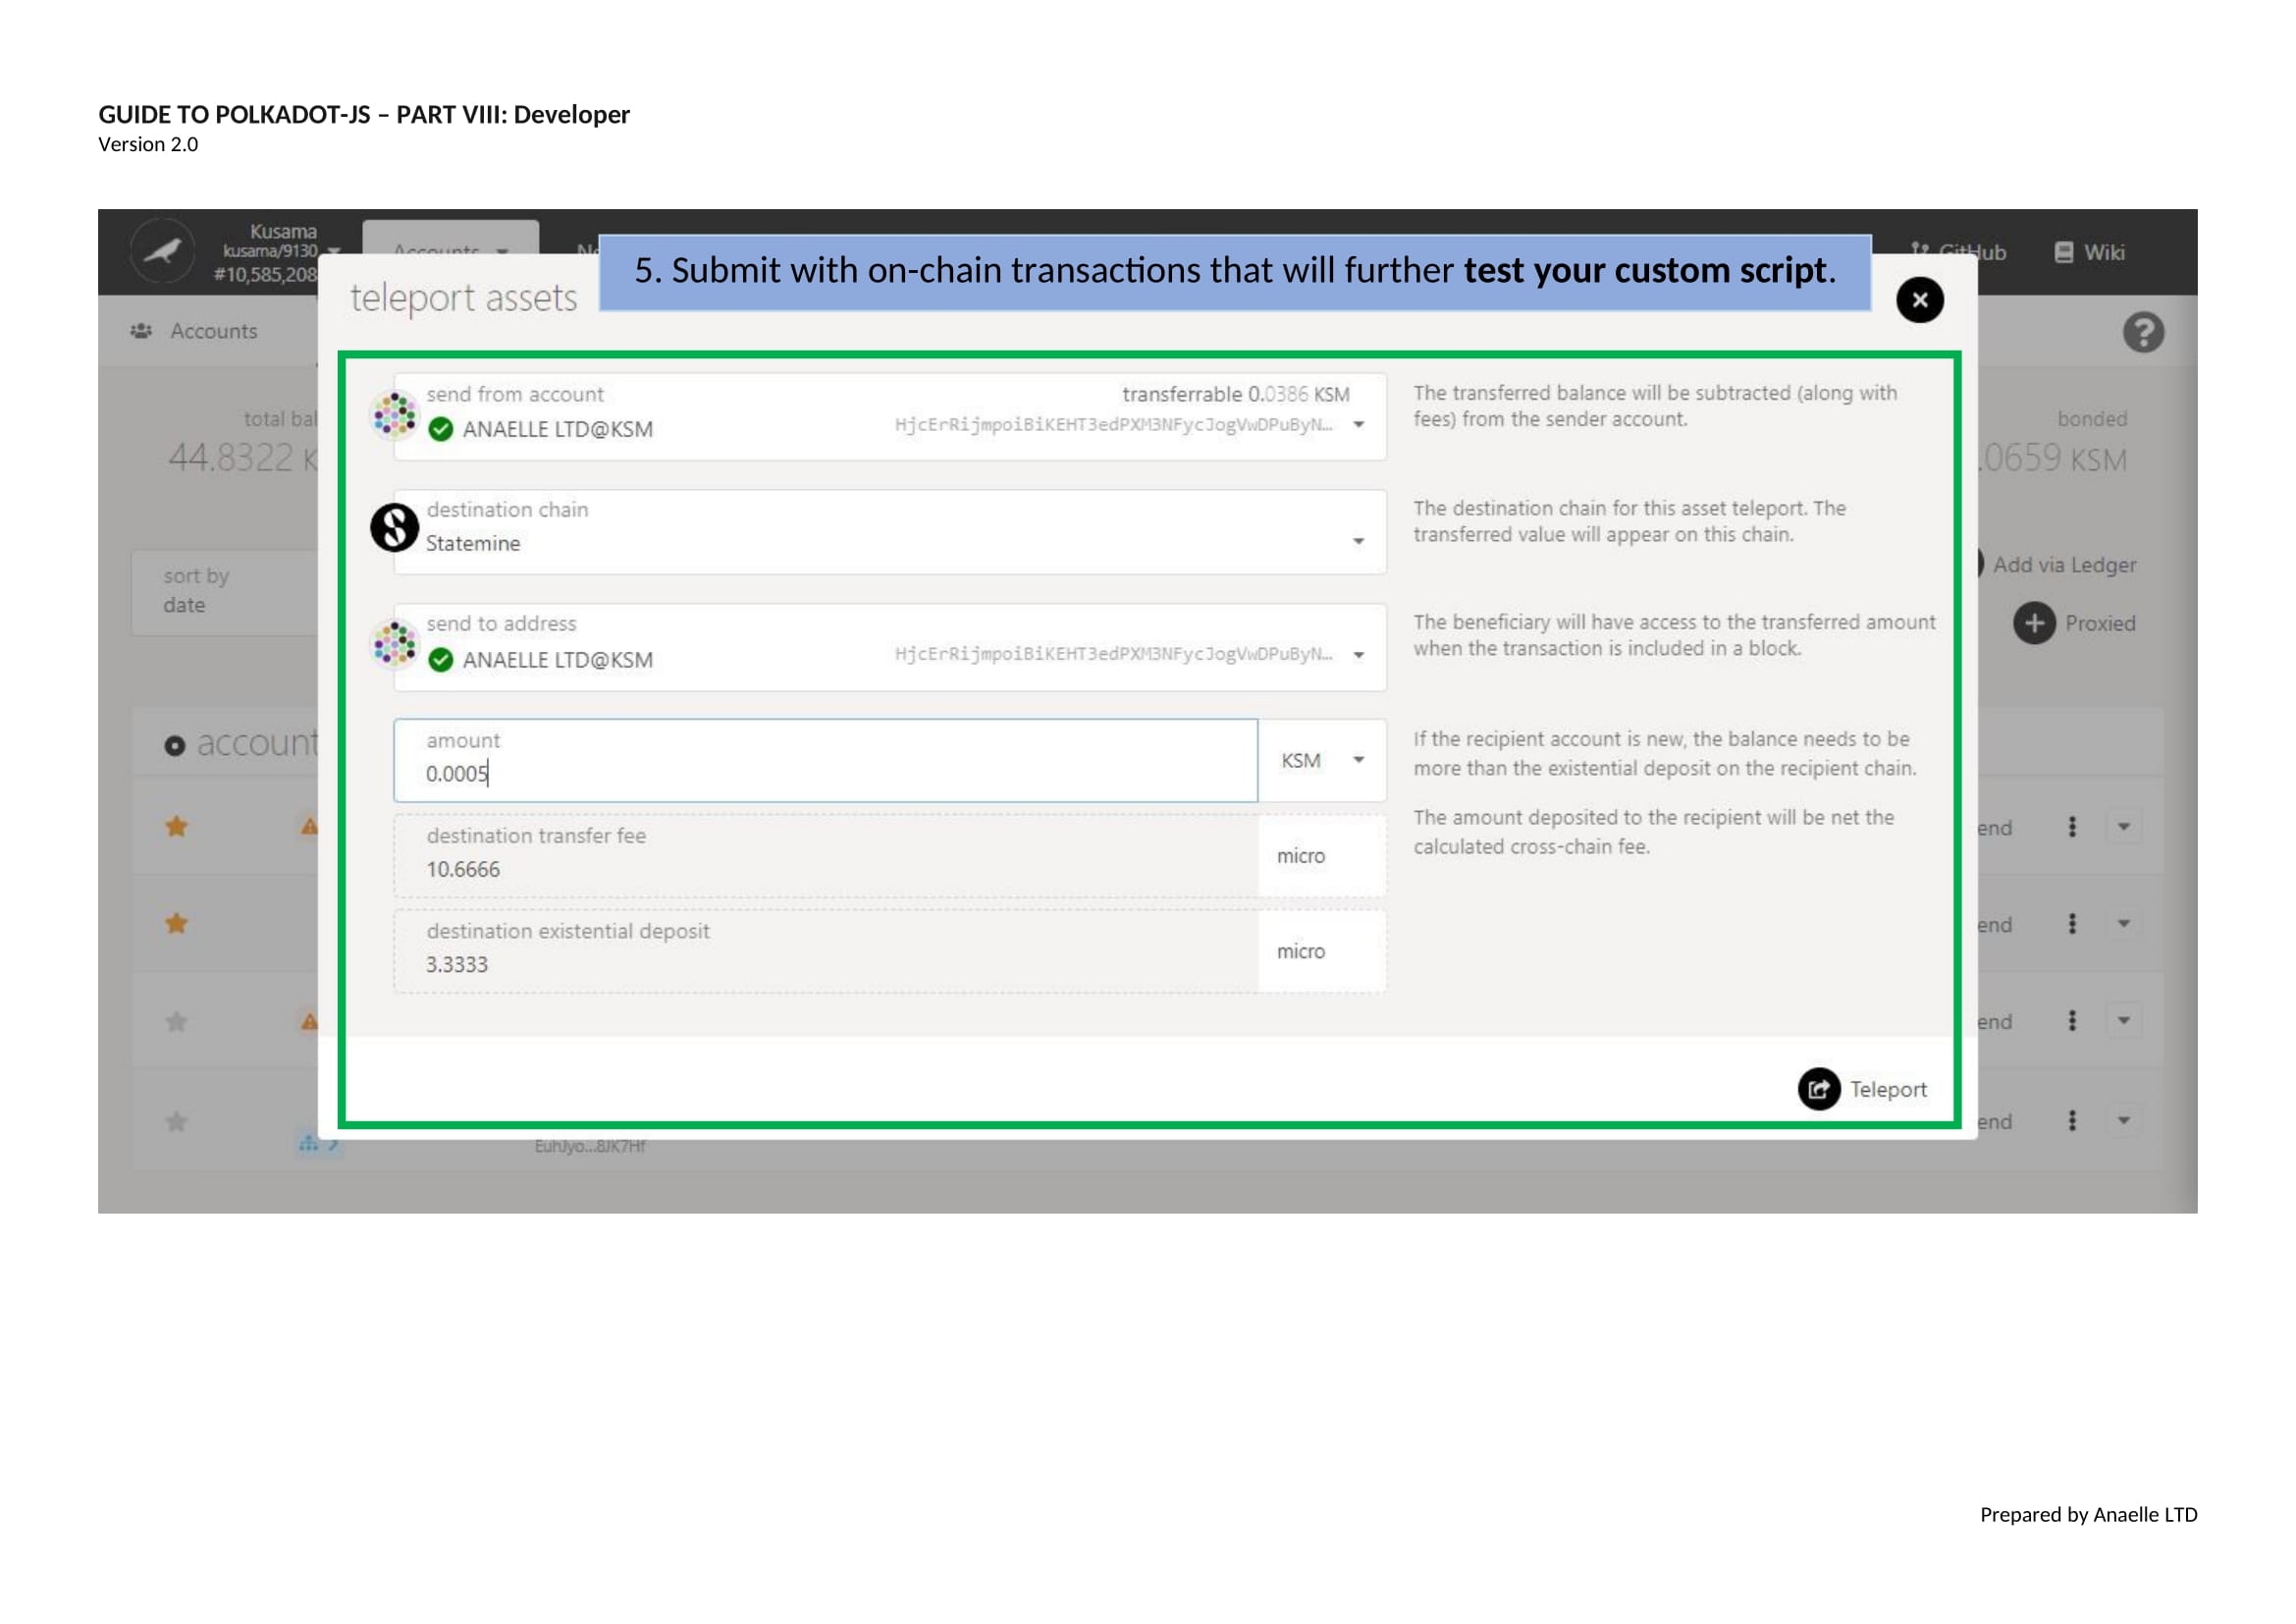 GUIDE TO POLKADOT-JS – PART VIII: Developer
Version 2.0
Kusama
kusama/9130
#10,585,208
Accounts
GitHub
Wiki
5. Submit with on-chain transactions that will further test your custom script.
teleport assets
Accounts
send from account
transferrable 0.0386 KSM
ANAELLE LTD@KSM
HjcErRijmpoiBiKEHT3edPXM3NFycJogVwDPuByN…
The transferred balance will be subtracted (along with
fees) from the sender account.
total bal
44.8322 K
bonded
.0659 KSM
destination chain
Statemine
The destination chain for this asset teleport. The
transferred value will appear on this chain.
sort by
date
Add via Ledger
Proxied
send to address
ANAELLE LTD@KSM
HjcErRijmpoiBiKEHT3edPXM3NFycJogVwDPuByN…
The beneficiary will have access to the transferred amount
when the transaction is included in a block.
account
amount
0.0005
KSM
If the recipient account is new, the balance needs to be
more than the existential deposit on the recipient chain.
The amount deposited to the recipient will be net the
calculated cross-chain fee.
destination transfer fee
10.6666
micro
end
destination existential deposit
3.3333
micro
end
end
Teleport
end
EuhJyo...8JK7Hf
Prepared by Anaelle LTD